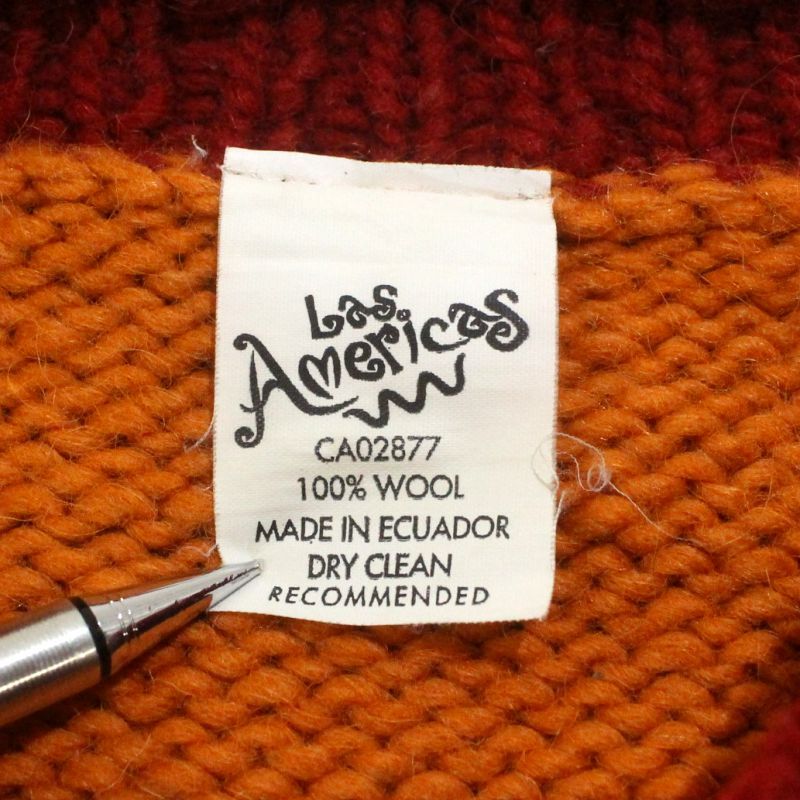 Las
Americas
CA02877
100% WOOL
MADE IN ECUADOR
DRY CLEAN
RECOMMENDED